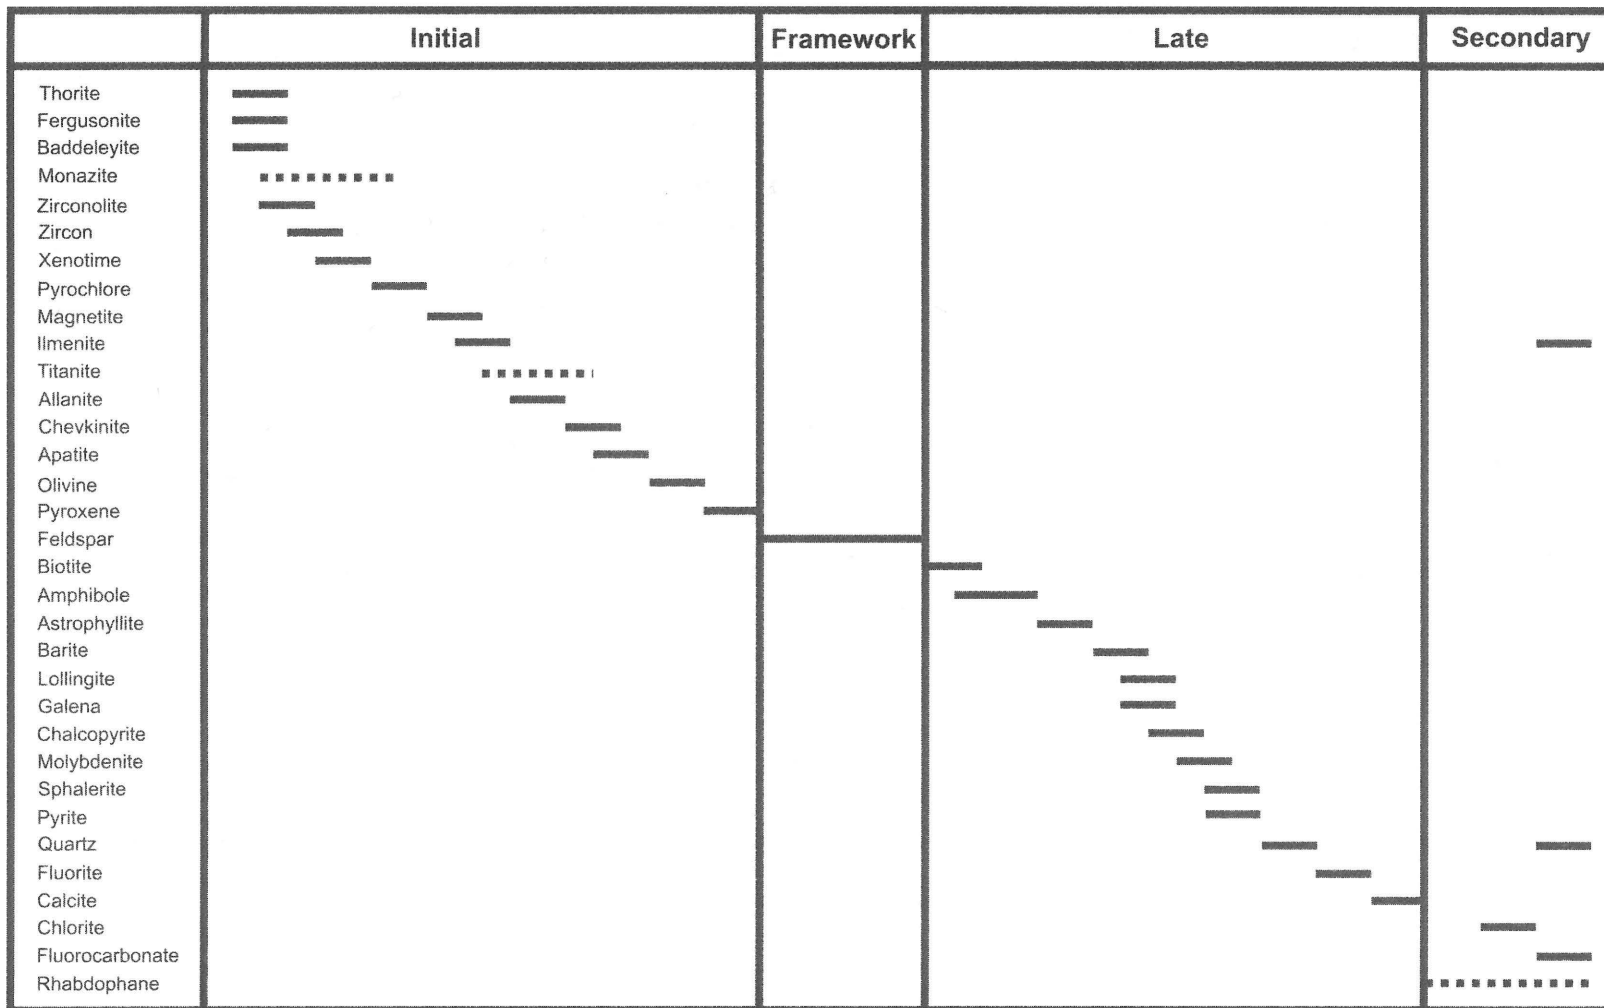 Initial Framework Late Secondary
Thorite
Fergusonite
Baddeleyite
Monazite
Zirconolite
Zircon
Xenotime
Pyrochlore
Magnetite
Ilmenite
Titanite
Allanite
Chevkinite
Apatite
Olivine
Pyroxene
Feldspar
Biotite
Amphibole
Astrophyllite
Barite
Lollingite
Galena
Chalcopyrite
Molybdenite
Sphalerite
Pyrite
Quartz
Fluorite
Calcite
Chlorite
Fluorocarbonate
Rhabdophane